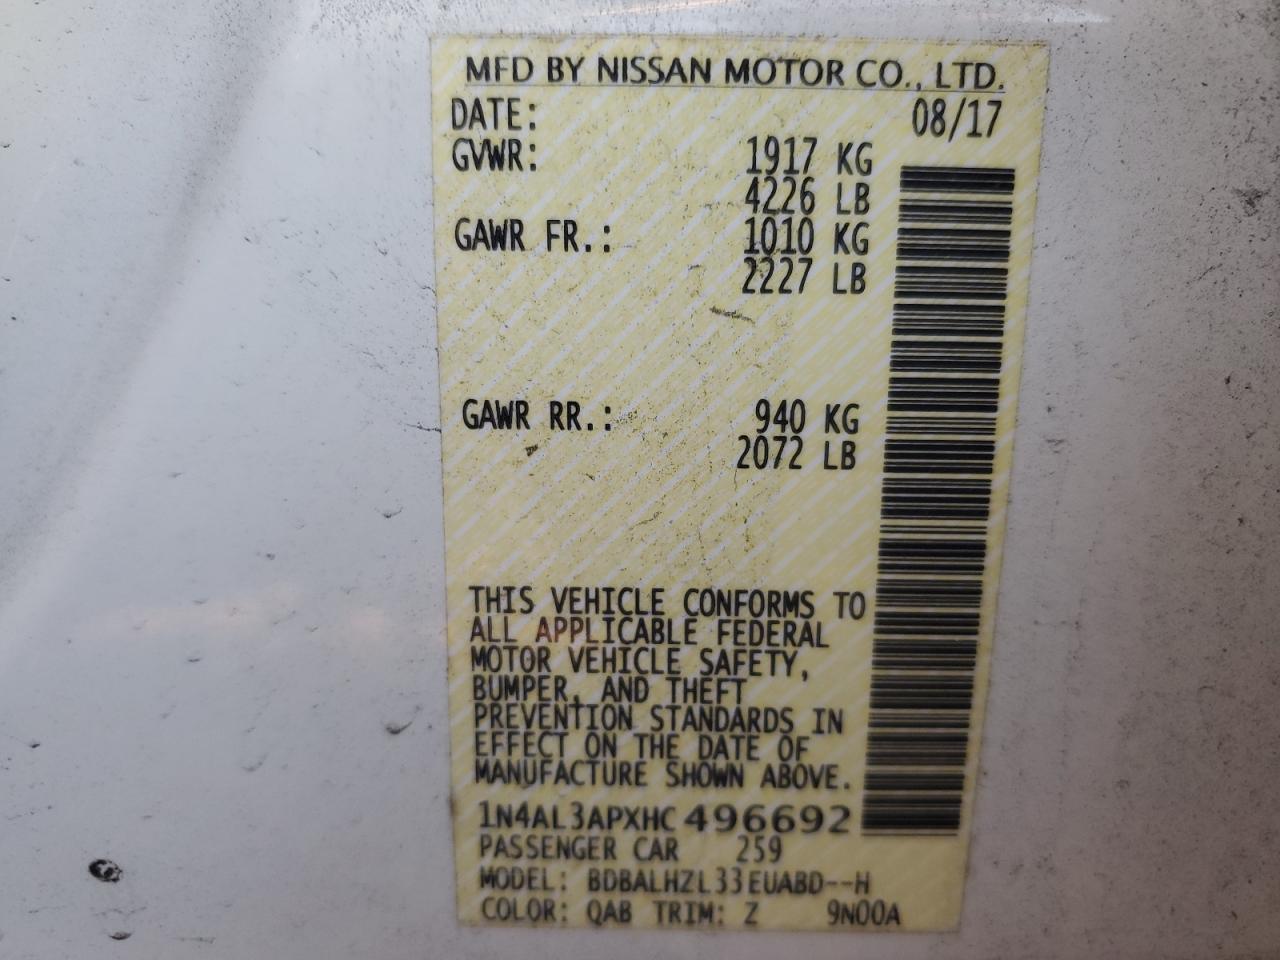 MFD BY NISSAN MOTOR CO., LTD.
DATE: 08/17
GVWR: 1917 KG
4226 LB
GAWR FR.: 1010 KG
2227 LB
GAWR RR.: 940 KG
2072 LB
THIS VEHICLE CONFORMS TO
ALL APPLICABLE FEDERAL
MOTOR VEHICLE SAFETY,
BUMPER, AND THEFT
PREVENTION STANDARDS IN
EFFECT ON THE DATE OF
MANUFACTURE SHOWN ABOVE.
1N4AL3APXHC 496692
PASSENGER CAR 259
MODEL: BDBALHZL33EUABD--H
COLOR: QAB TRIM: Z 9N00A